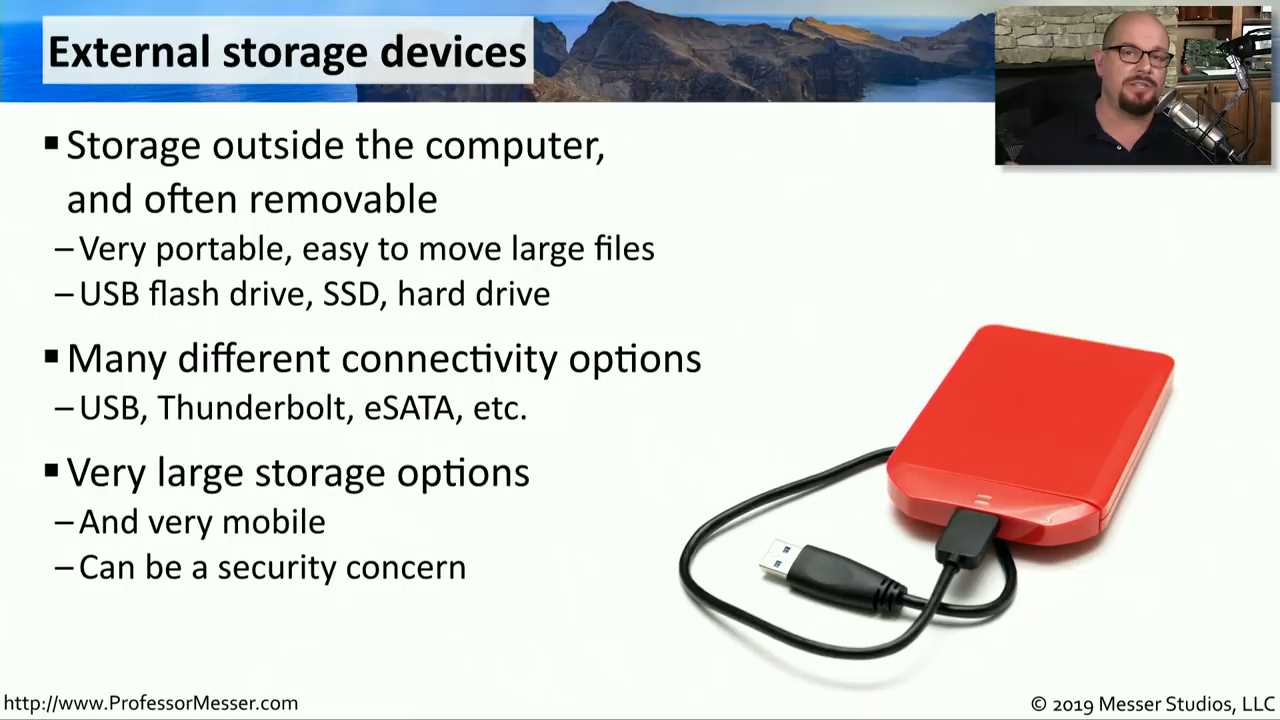 External storage devices
▪ Storage outside the computer,
and often removable
– Very portable, easy to move large files
– USB flash drive, SSD, hard drive
▪ Many different connectivity options
– USB, Thunderbolt, eSATA, etc.
▪ Very large storage options
– And very mobile
– Can be a security concern
http://www.ProfessorMesser.com
© 2019 Messer Studios, LLC